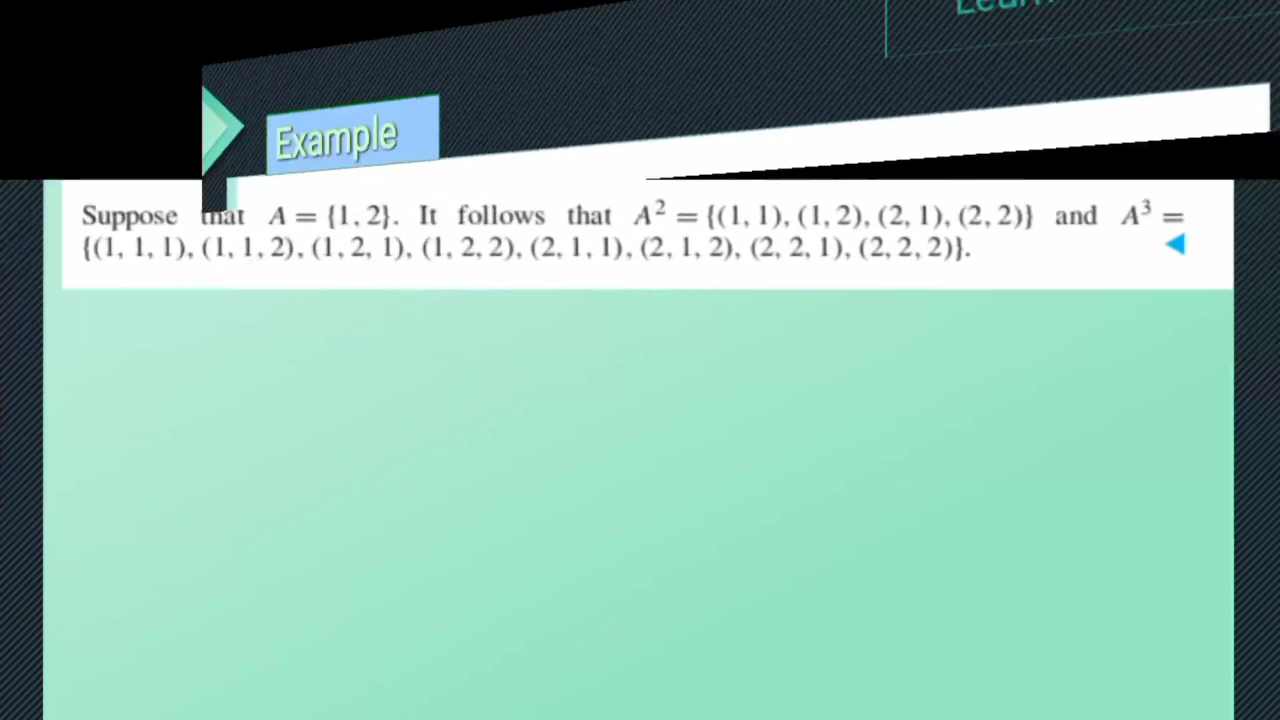 Example
Suppose that A = {1, 2}. It follows that A² = {(1, 1), (1, 2), (2, 1), (2, 2)} and A³ =
{(1, 1, 1), (1, 1, 2), (1, 2, 1), (1, 2, 2), (2, 1, 1), (2, 1, 2), (2, 2, 1), (2, 2, 2)}.